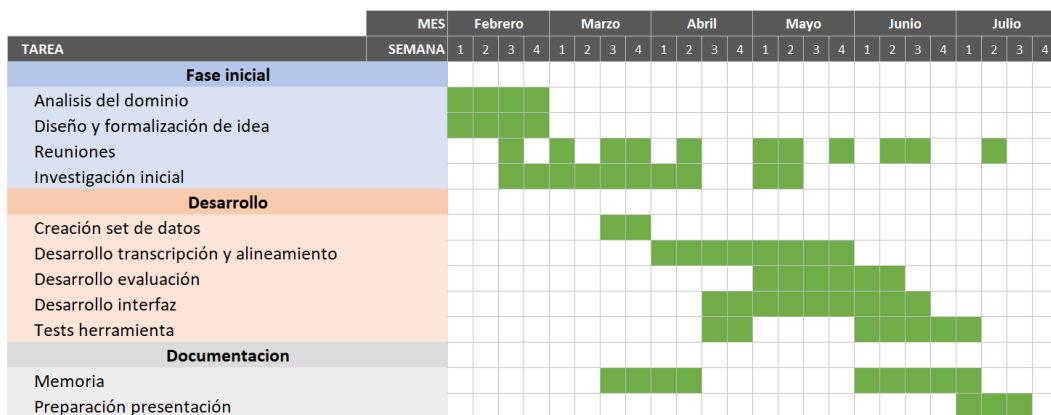 MES Febrero Marzo Abril Mayo Junio Julio
TAREA SEMANA 1 2 3 4 1 2 3 4 1 2 3 4 1 2 3 4 1 2 3 4 1 2 3 4
Fase inicial
Analisis del dominio
Diseño y formalización de idea
Reuniones
Investigación inicial
Desarrollo
Creación set de datos
Desarrollo transcripción y alineamiento
Desarrollo evaluación
Desarrollo interfaz
Tests herramienta
Documentacion
Memoria
Preparación presentación